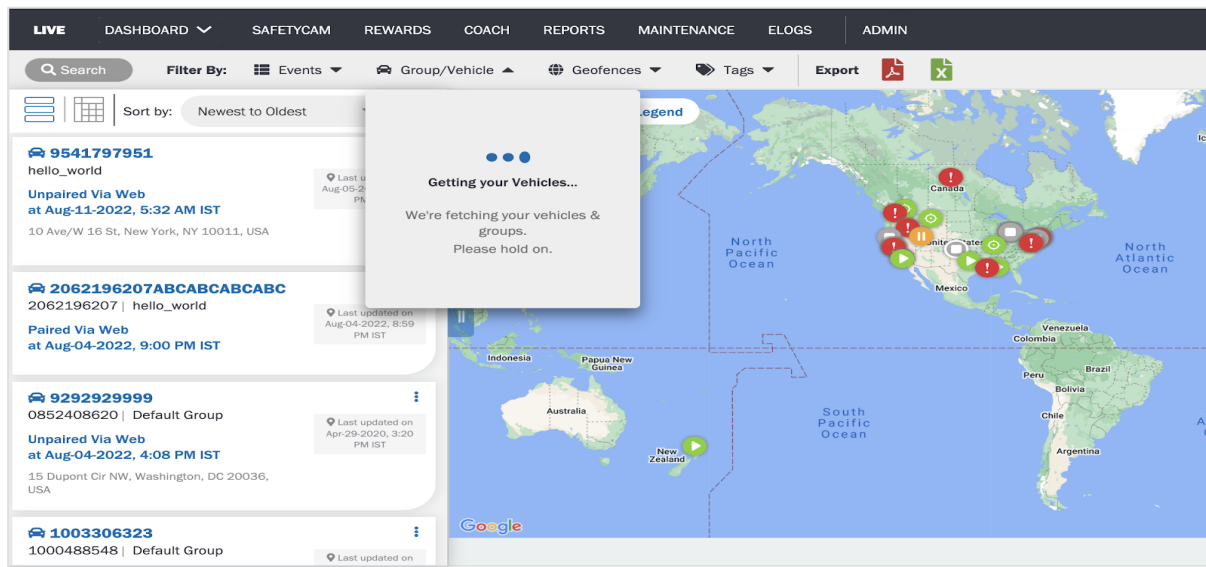 LIVE DASHBOARD SAFETYCAM REWARDS COACH REPORTS MAINTENANCE ELOGS ADMIN
Search Filter By: Events Group/Vehicle Geofences Tags Export
Sort by: Newest to Oldest
9541797951
hello_world
Unpaired Via Web
at Aug-11-2022, 5:32 AM IST
10 Ave/W 16 St, New York, NY 10011, USA
Last
Aug-05-2
2062196207ABCABCABCABC
2062196207 | hello_world
Paired Via Web
at Aug-04-2022, 9:00 PM IST
Last updated on
Aug-04-2022, 8:59
PM IST
9292929999
0852408620 | Default Group
Unpaired Via Web
at Aug-04-2022, 4:08 PM IST
15 Dupont Cir NW, Washington, DC 20036,
USA
Last updated on
Apr-29-2020, 3:20
PM IST
1003306323
1000488548 | Default Group
Last updated on
Getting your Vehicles...
We're fetching your vehicles &
groups.
Please hold on.
egend
Canada
North
Pacific
Ocean
Mexico
North
Atlantic
Ocean
Venezuela
Colombia
Peru
Brazil
Bolivia
Chile
Argentina
Indonesia
Papua New
Guinea
Australia
South
Pacific
Ocean
New
Zealand
Google